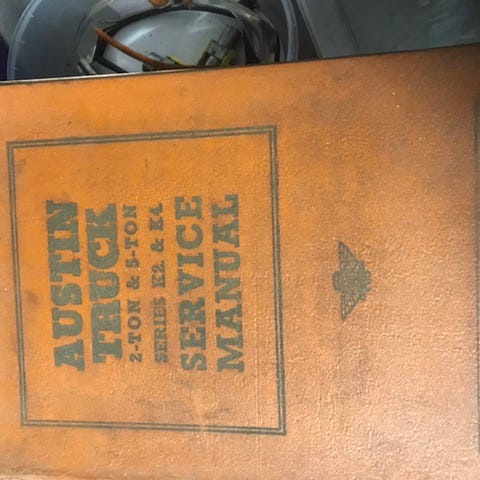 AUSTIN
TRUCK
2-TON & 5-TON
SERIES K2 & K4
SERVICE
MANUAL